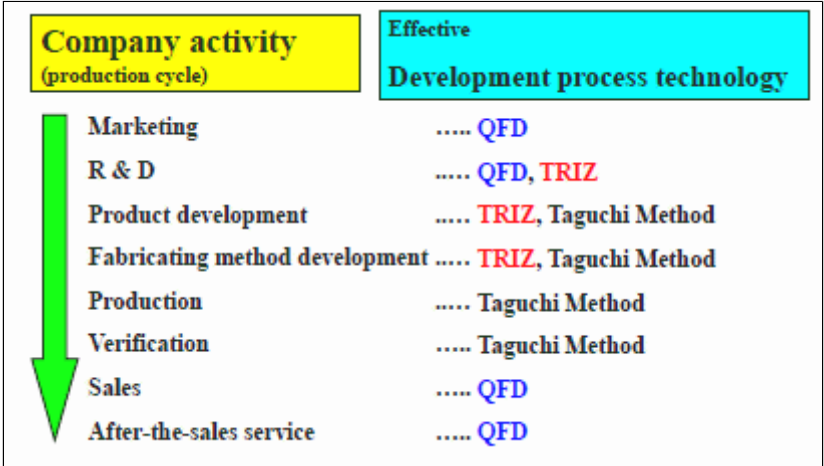 Company activity
(production cycle)
Effective
Development process technology
Marketing ..... QFD
R & D ..... QFD, TRIZ
Product development ..... TRIZ, Taguchi Method
Fabricating method development ..... TRIZ, Taguchi Method
Production ..... Taguchi Method
Verification ..... Taguchi Method
Sales ..... QFD
After-the-sales service ..... QFD